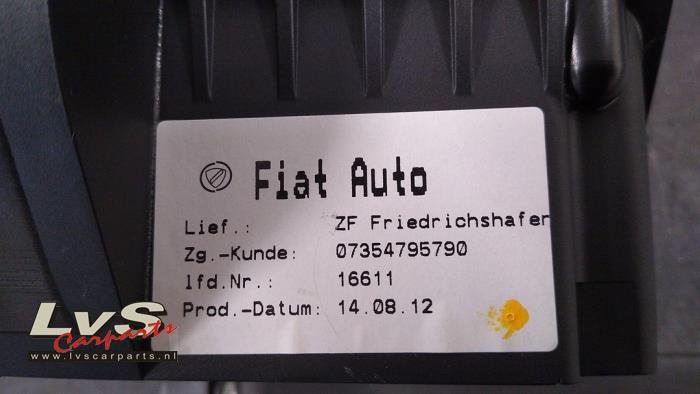 Fiat Auto
Lief.: ZF Friedrichshafer
Zg.-Kunde: 07354795790
lfd.Nr.: 16611
Prod.-Datum: 14.08.12
LvS
Carparts
www.lvscarparts.nl